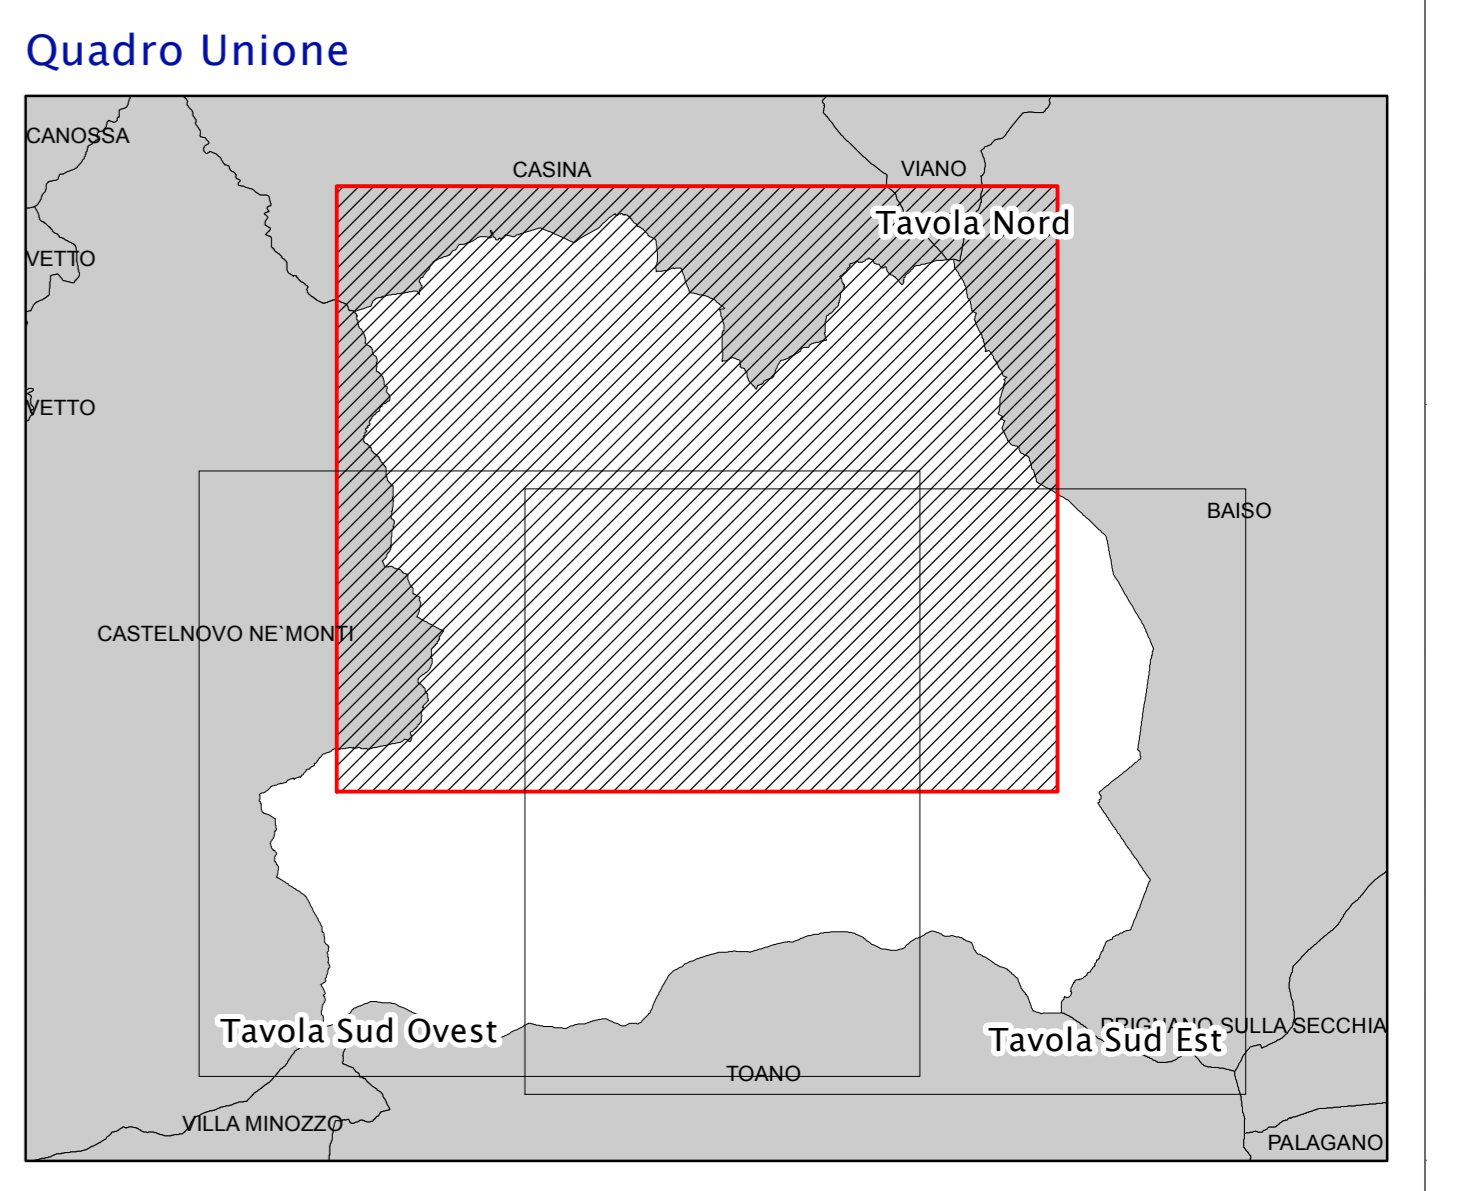 Quadro Unione
CANOSSA
CASINA
VIANO
Tavola Nord
VETTO
VETTO
BAISO
CASTELNOVO NE`MONTI
Tavola Sud Ovest
PRIGNANO SULLA SECCHIA
Tavola Sud Est
TOANO
VILLA MINOZZO
PALAGANO